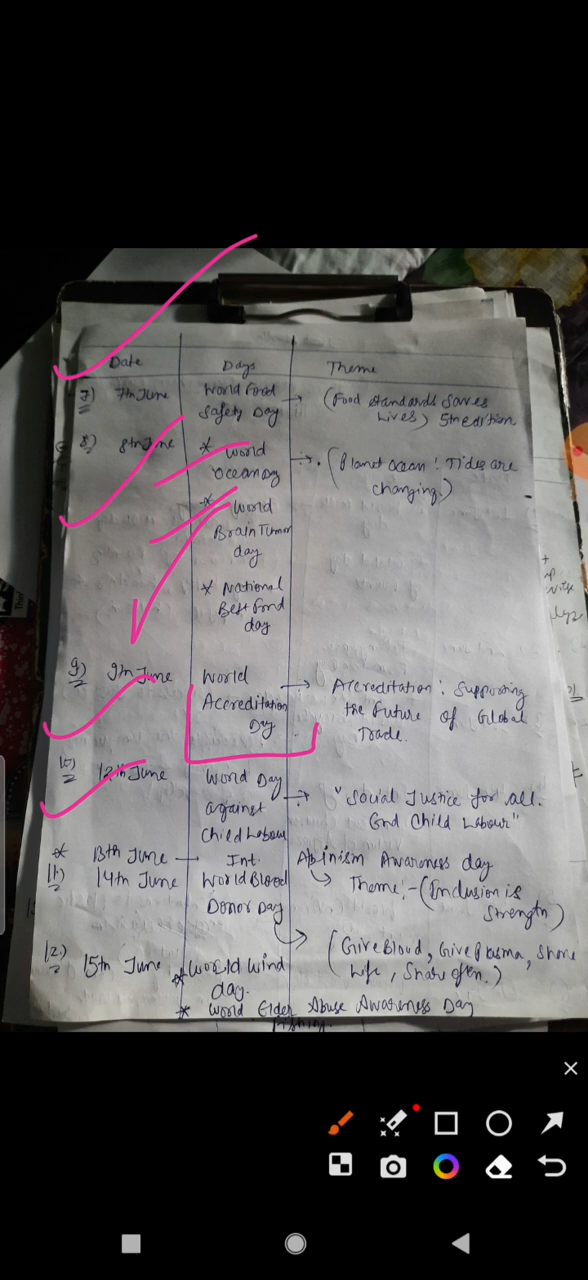 Date Days Theme
7) 7th June World Food → (Food standards saves
Safety Day Lives) 5th edition
8) 8th June * World (Planet Ocean: Tides are
Ocean Day changing.)
* World
Brain Tumor
day
* National
Best frnd
day
9) 9th June World → Accreditation: Supporting
Accreditation the Future of Global
Day Trade.
10) 12th June World Day "Social Justice for all.
against End Child Labour"
Child Labour
* 13th June → Int. Albinism Awareness day
11) 14th June World Blood Theme:- (Inclusion is
Donor Day Strength)
12) 15th June * World Wind (Give Blood, Give plasma, share
day. Life, Share often.)
* World Elder Abuse Awareness Day